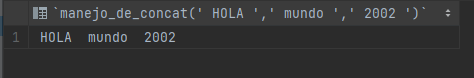 `manejo_de_concat(' HOLA ',' mundo ',' 2002 ')`
1 HOLA  mundo  2002